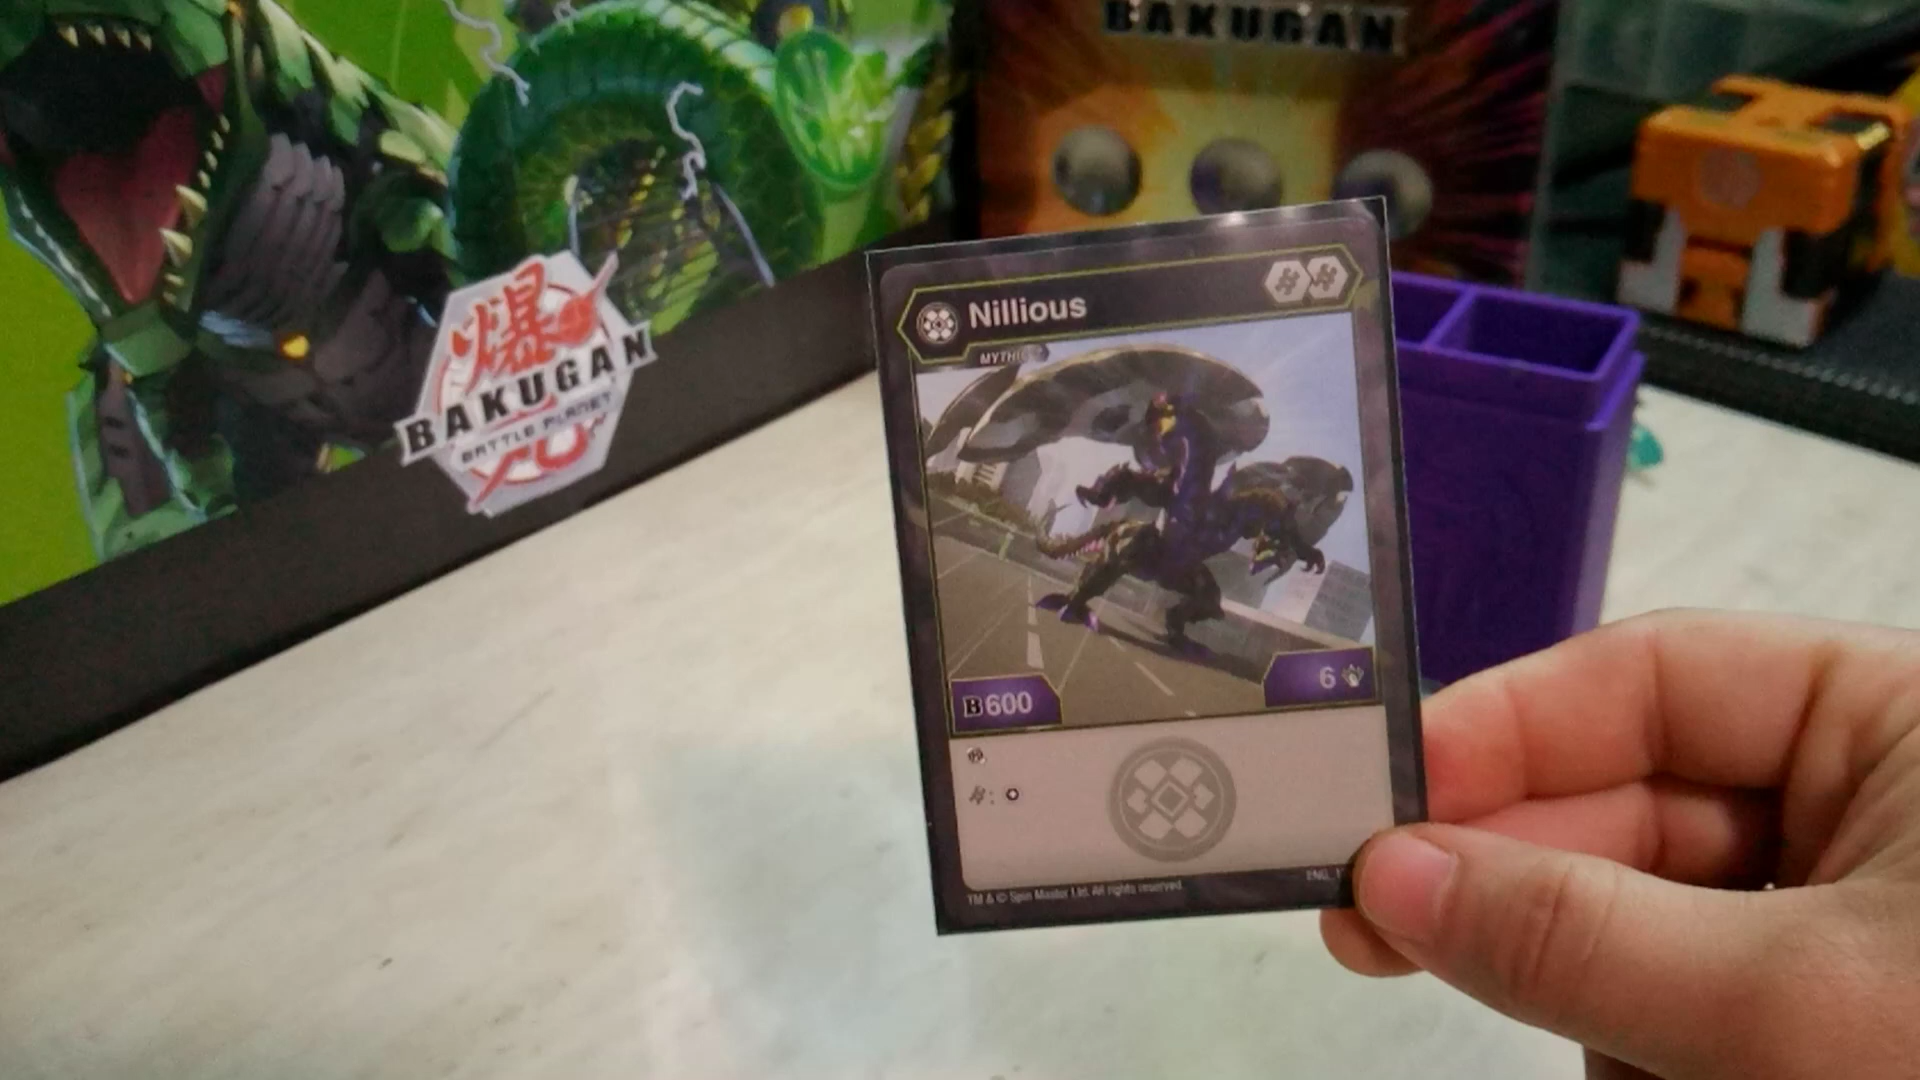 BAKUGAN
爆
BAKUGAN
BATTLE PLANET
Nillious
B600
6
TM & © Spin Master Ltd. All rights reserved.